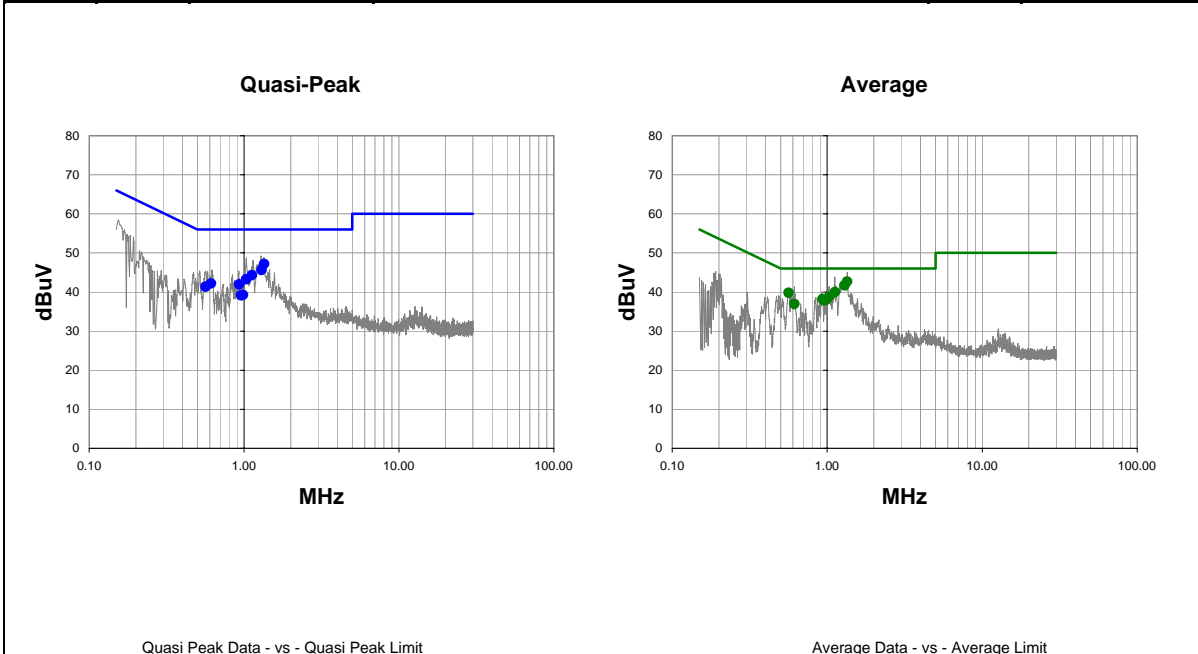 Quasi-Peak
80
70
60
50
40
30
20
10
0
dBuV
0.10 1.00 10.00 100.00
MHz
Quasi Peak Data - vs - Quasi Peak Limit
Average
80
70
60
50
40
30
20
10
0
dBuV
0.10 1.00 10.00 100.00
MHz
Average Data - vs - Average Limit